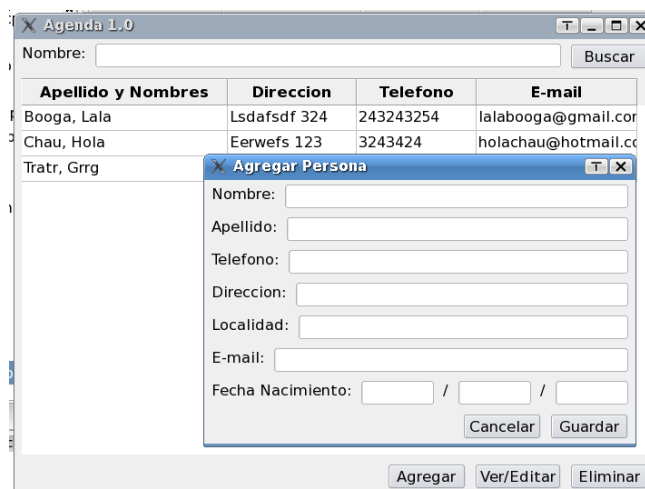 Agenda 1.0
Nombre: Buscar
Apellido y Nombres Direccion Telefono E-mail
Booga, Lala Lsdafsdf 324 243243254 lalabooga@gmail.cor
Chau, Hola Eerwefs 123 3243424 holachau@hotmail.cc
Tratr, Grrg
Agregar Persona
Nombre:
Apellido:
Telefono:
Direccion:
Localidad:
E-mail:
Fecha Nacimiento: / /
Cancelar Guardar
Agregar Ver/Editar Eliminar